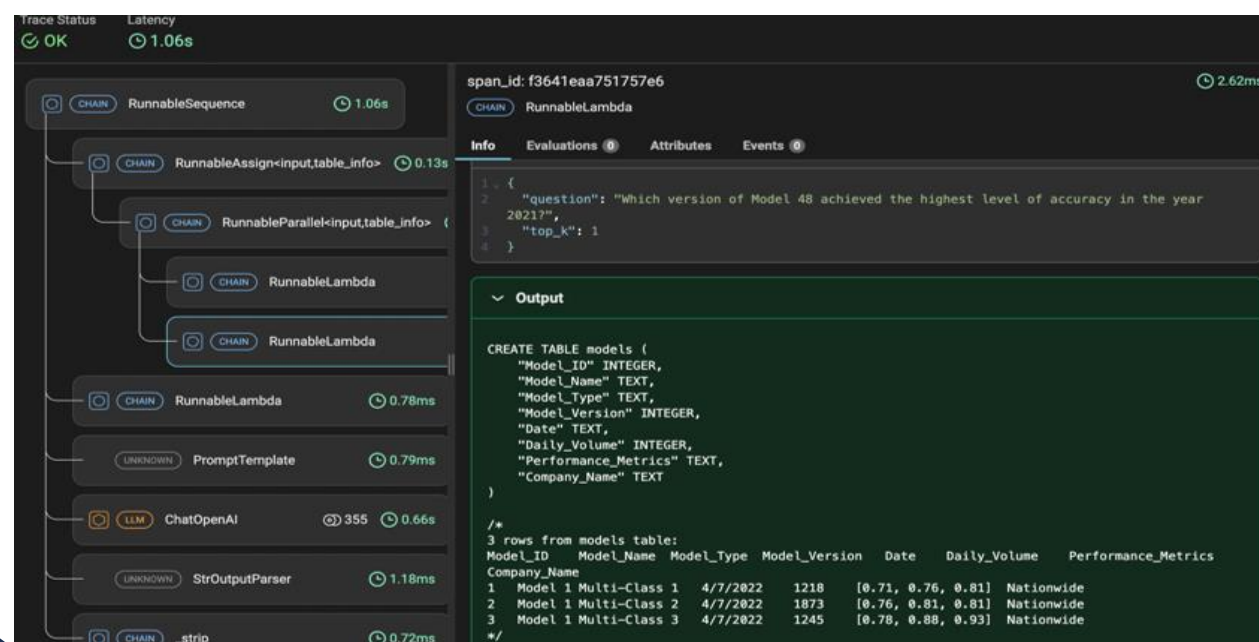 Trace Status Latency
OK 1.06s
CHAIN RunnableSequence 1.06s
CHAIN RunnableAssign<input,table_info> 0.13s
CHAIN RunnableParallel<input,table_info>
CHAIN RunnableLambda
CHAIN RunnableLambda
CHAIN RunnableLambda 0.78ms
UNKNOWN PromptTemplate 0.79ms
LLM ChatOpenAI 355 0.66s
UNKNOWN StrOutputParser 1.18ms
CHAIN _strip 0.72ms
span_id: f3641eaa751757e6 2.62ms
CHAIN RunnableLambda
Info Evaluations 0 Attributes Events 0
1 {
2 "question": "Which version of Model 48 achieved the highest level of accuracy in the year
2021?",
3 "top_k": 1
4 }
Output
CREATE TABLE models (
"Model_ID" INTEGER,
"Model_Name" TEXT,
"Model_Type" TEXT,
"Model_Version" INTEGER,
"Date" TEXT,
"Daily_Volume" INTEGER,
"Performance_Metrics" TEXT,
"Company_Name" TEXT
)
/*
3 rows from models table:
Model_ID Model_Name Model_Type Model_Version Date Daily_Volume Performance_Metrics
Company_Name
1 Model 1 Multi-Class 1 4/7/2022 1218 [0.71, 0.76, 0.81] Nationwide
2 Model 1 Multi-Class 2 4/7/2022 1873 [0.76, 0.81, 0.81] Nationwide
3 Model 1 Multi-Class 3 4/7/2022 1245 [0.78, 0.88, 0.93] Nationwide
*/